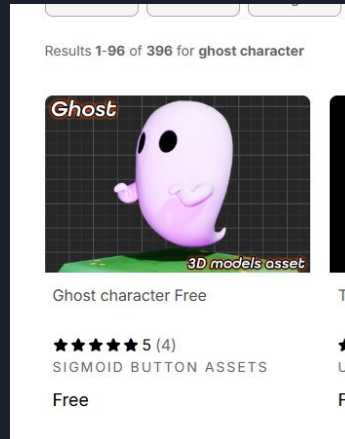 Results 1-96 of 396 for ghost character
Ghost
3D models asset
Ghost character Free
5 (4)
SIGMOID BUTTON ASSETS
Free